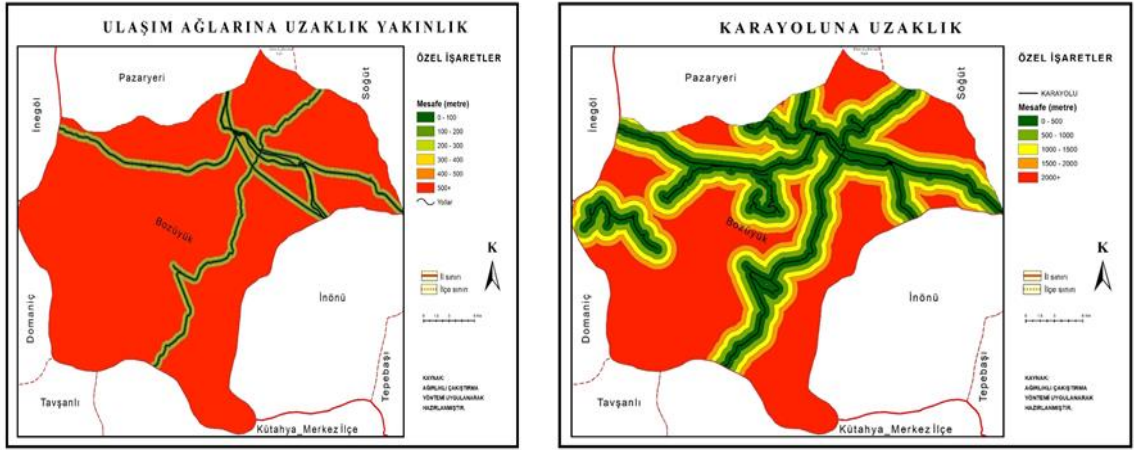 ULAŞIM AĞLARINA UZAKLIK YAKINLIK
Pazaryeri
Söğüt
İnegöl
Bozüyük
Domaniç
İnönü
Tavşanlı
Tepebaşı
Kütahya_Merkez İlçe
ÖZEL İŞARETLER
Mesafe (metre)
0 - 100
100 - 200
200 - 300
300 - 400
400 - 500
500+
Yollar
K
İl sınırı
İlçe sınırı
KAYNAK:
AĞIRLIKLI ÇAKIŞTIRMA
YÖNTEMİ UYGULANARAK
HAZIRLANMIŞTIR.
KARAYOLUNA UZAKLIK
Pazaryeri
Söğüt
İnegöl
Bozüyük
Domaniç
İnönü
Tavşanlı
Tepebaşı
Kütahya_Merkez İlçe
ÖZEL İŞARETLER
KARAYOLU
Mesafe (metre)
0 - 500
500 - 1000
1000 - 1500
1500 - 2000
2000+
K
İl sınırı
İlçe sınırı
KAYNAK:
AĞIRLIKLI ÇAKIŞTIRMA
YÖNTEMİ UYGULANARAK
HAZIRLANMIŞTIR.